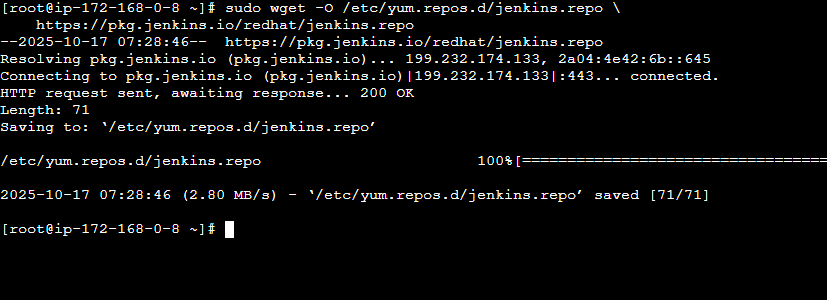 [root@ip-172-168-0-8 ~]# sudo wget -O /etc/yum.repos.d/jenkins.repo \
    https://pkg.jenkins.io/redhat/jenkins.repo
--2025-10-17 07:28:46--  https://pkg.jenkins.io/redhat/jenkins.repo
Resolving pkg.jenkins.io (pkg.jenkins.io)... 199.232.174.133, 2a04:4e42:6b::645
Connecting to pkg.jenkins.io (pkg.jenkins.io)|199.232.174.133|:443... connected.
HTTP request sent, awaiting response... 200 OK
Length: 71
Saving to: ‘/etc/yum.repos.d/jenkins.repo’
/etc/yum.repos.d/jenkins.repo                        100%[==================================
2025-10-17 07:28:46 (2.80 MB/s) - ‘/etc/yum.repos.d/jenkins.repo’ saved [71/71]
[root@ip-172-168-0-8 ~]#